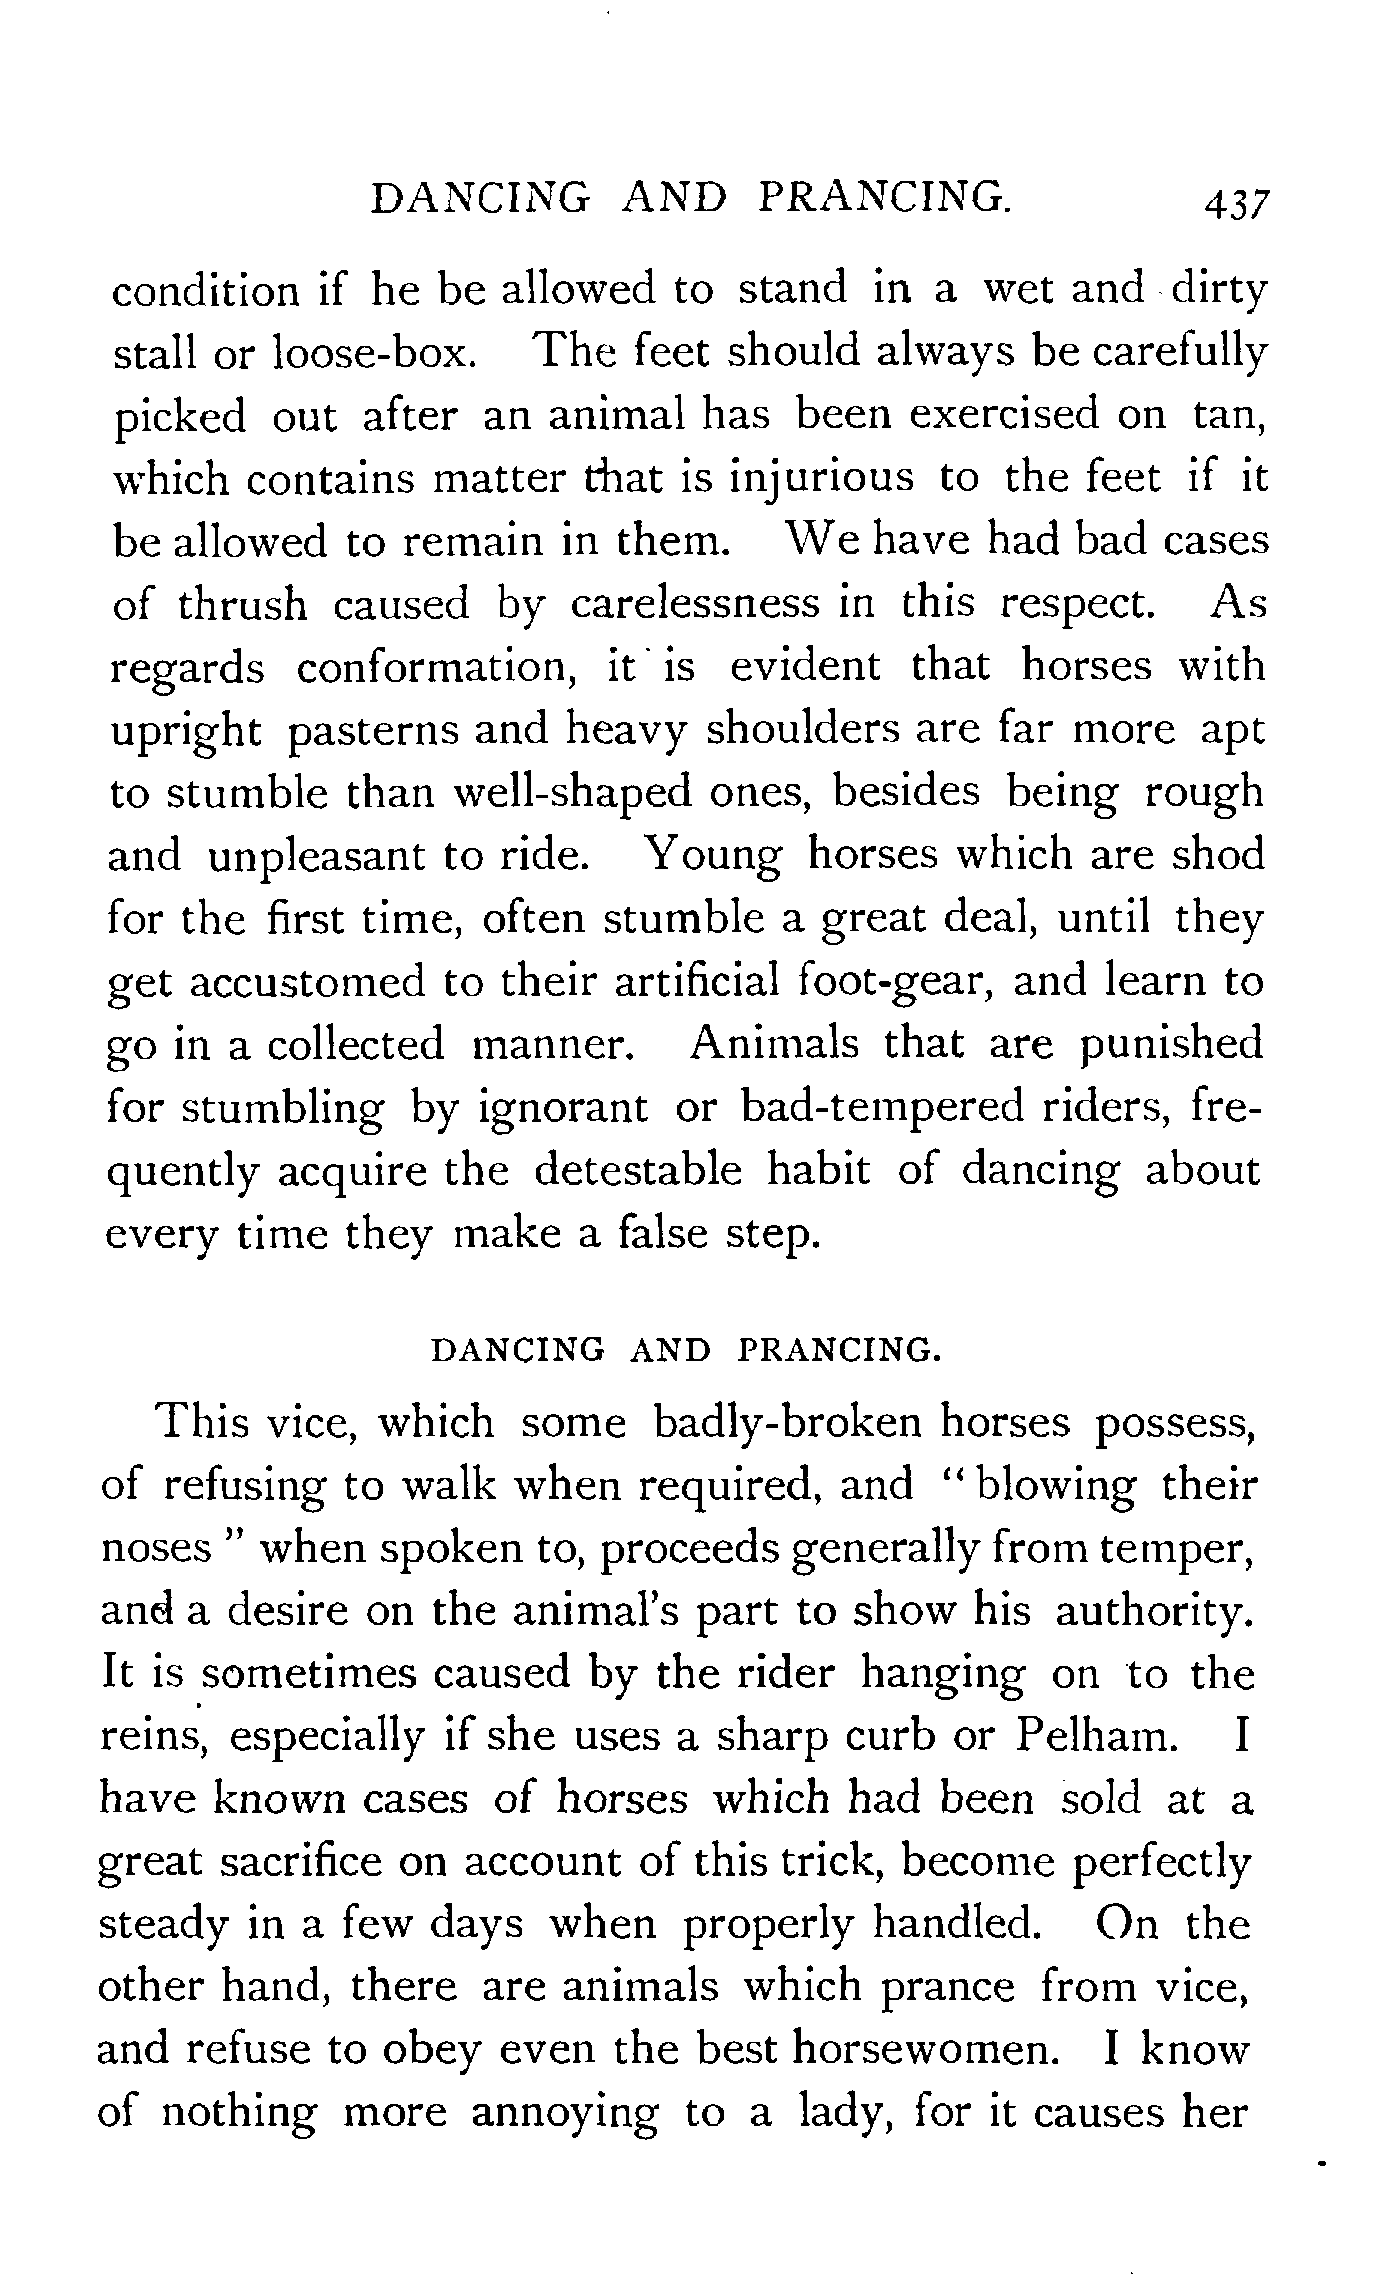 DANCING AND PRANCING. 437
condition if he be allowed to stand in a wet and dirty
stall or loose-box. The feet should always be carefully
picked out after an animal has been exercised on tan,
which contains matter that is injurious to the feet if it
be allowed to remain in them. We have had bad cases
of thrush caused by carelessness in this respect. As
regards conformation, it is evident that horses with
upright pasterns and heavy shoulders are far more apt
to stumble than well-shaped ones, besides being rough
and unpleasant to ride. Young horses which are shod
for the first time, often stumble a great deal, until they
get accustomed to their artificial foot-gear, and learn to
go in a collected manner. Animals that are punished
for stumbling by ignorant or bad-tempered riders, fre-
quently acquire the detestable habit of dancing about
every time they make a false step.
DANCING AND PRANCING.
This vice, which some badly-broken horses possess,
of refusing to walk when required, and “ blowing their
noses ” when spoken to, proceeds generally from temper,
and a desire on the animal's part to show his authority.
It is sometimes caused by the rider hanging on to the
reins, especially if she uses a sharp curb or Pelham. I
have known cases of horses which had been sold at a
great sacrifice on account of this trick, become perfectly
steady in a few days when properly handled. On the
other hand, there are animals which prance from vice,
and refuse to obey even the best horsewomen. I know
of nothing more annoying to a lady, for it causes her